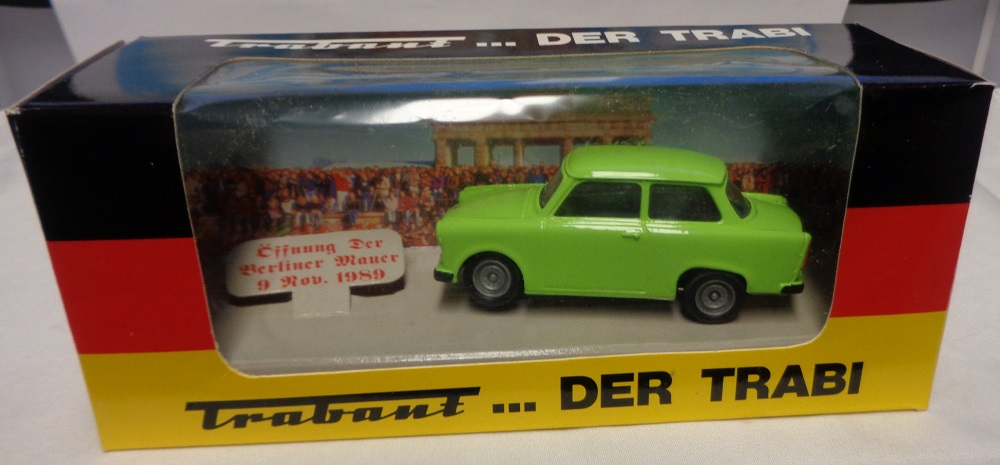 Trabant ... DER TRABI
Öffnung Der
Berliner Mauer
9 Nov. 1989
Trabant ... DER TRABI